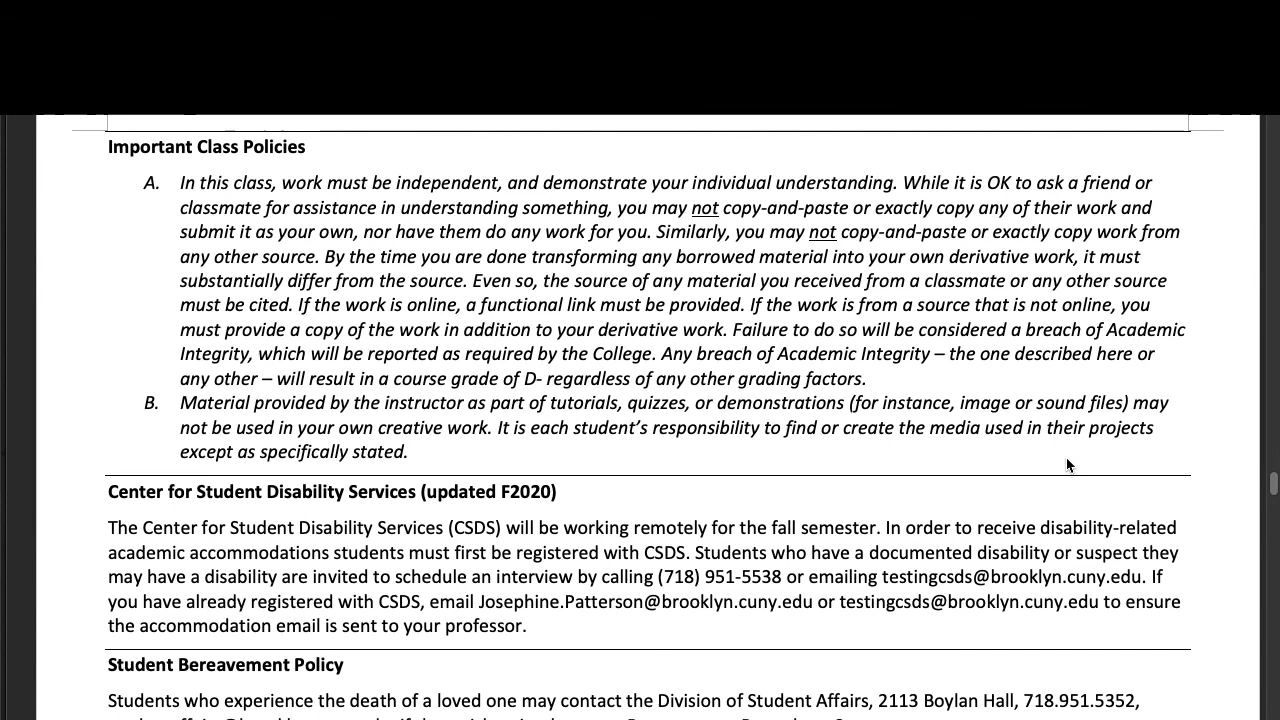 Important Class Policies
A. In this class, work must be independent, and demonstrate your individual understanding. While it is OK to ask a friend or
classmate for assistance in understanding something, you may not copy-and-paste or exactly copy any of their work and
submit it as your own, nor have them do any work for you. Similarly, you may not copy-and-paste or exactly copy work from
any other source. By the time you are done transforming any borrowed material into your own derivative work, it must
substantially differ from the source. Even so, the source of any material you received from a classmate or any other source
must be cited. If the work is online, a functional link must be provided. If the work is from a source that is not online, you
must provide a copy of the work in addition to your derivative work. Failure to do so will be considered a breach of Academic
Integrity, which will be reported as required by the College. Any breach of Academic Integrity – the one described here or
any other – will result in a course grade of D- regardless of any other grading factors.
B. Material provided by the instructor as part of tutorials, quizzes, or demonstrations (for instance, image or sound files) may
not be used in your own creative work. It is each student’s responsibility to find or create the media used in their projects
except as specifically stated.
Center for Student Disability Services (updated F2020)
The Center for Student Disability Services (CSDS) will be working remotely for the fall semester. In order to receive disability-related
academic accommodations students must first be registered with CSDS. Students who have a documented disability or suspect they
may have a disability are invited to schedule an interview by calling (718) 951-5538 or emailing testingcsds@brooklyn.cuny.edu. If
you have already registered with CSDS, email Josephine.Patterson@brooklyn.cuny.edu or testingcsds@brooklyn.cuny.edu to ensure
the accommodation email is sent to your professor.
Student Bereavement Policy
Students who experience the death of a loved one may contact the Division of Student Affairs, 2113 Boylan Hall, 718.951.5352,